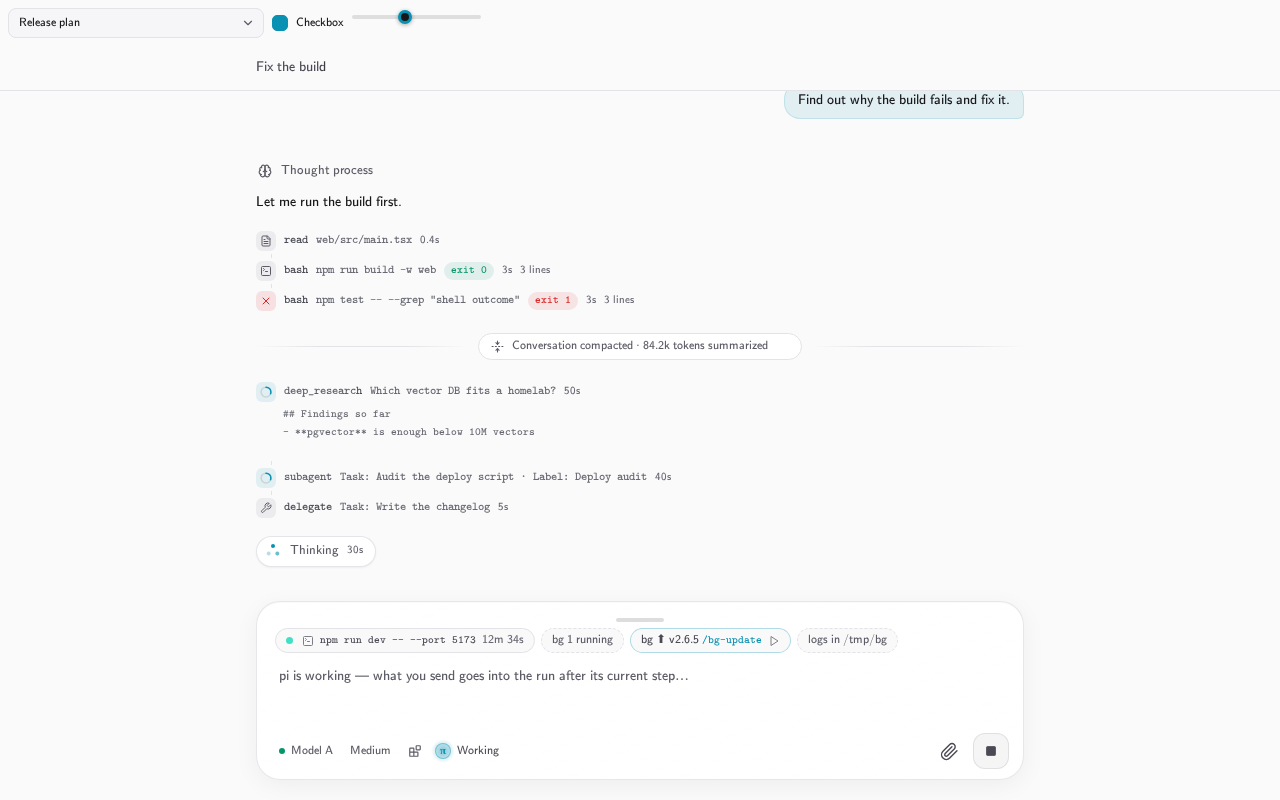 Release plan
Checkbox
Fix the build
Find out why the build fails and fix it.
Thought process
Let me run the build first.
read web/src/main.tsx 0.4s
bash npm run build -w web exit 0 3s 3 lines
bash npm test -- --grep "shell outcome" exit 1 3s 3 lines
Conversation compacted · 84.2k tokens summarized
deep_research Which vector DB fits a homelab? 50s
## Findings so far
- **pgvector** is enough below 10M vectors
subagent Task: Audit the deploy script · Label: Deploy audit 40s
delegate Task: Write the changelog 5s
Thinking 30s
npm run dev -- --port 5173 12m 34s bg 1 running bg ⬆ v2.6.5 /bg-update logs in /tmp/bg
pi is working — what you send goes into the run after its current step…
Model A Medium π Working